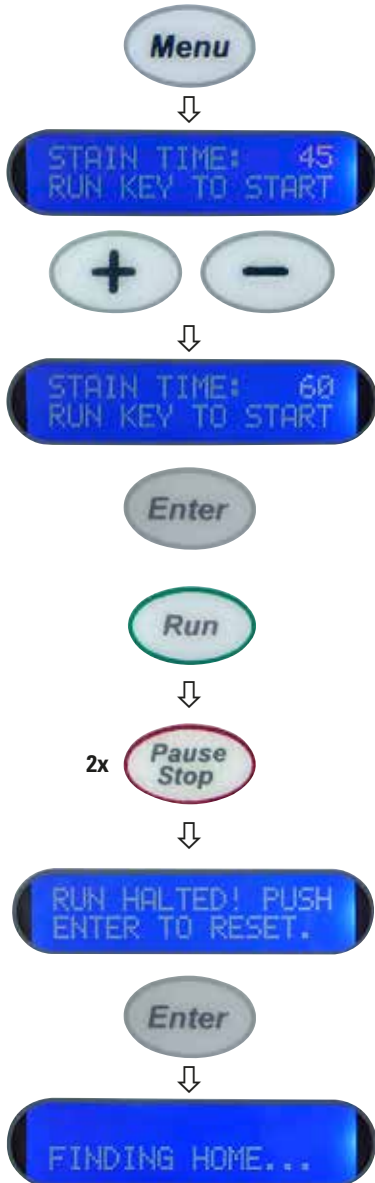 Menu
STAIN TIME: 45
RUN KEY TO START
+ -
STAIN TIME: 60
RUN KEY TO START
Enter
Run
2x Pause
Stop
RUN HALTED! PUSH
ENTER TO RESET.
Enter
FINDING HOME...